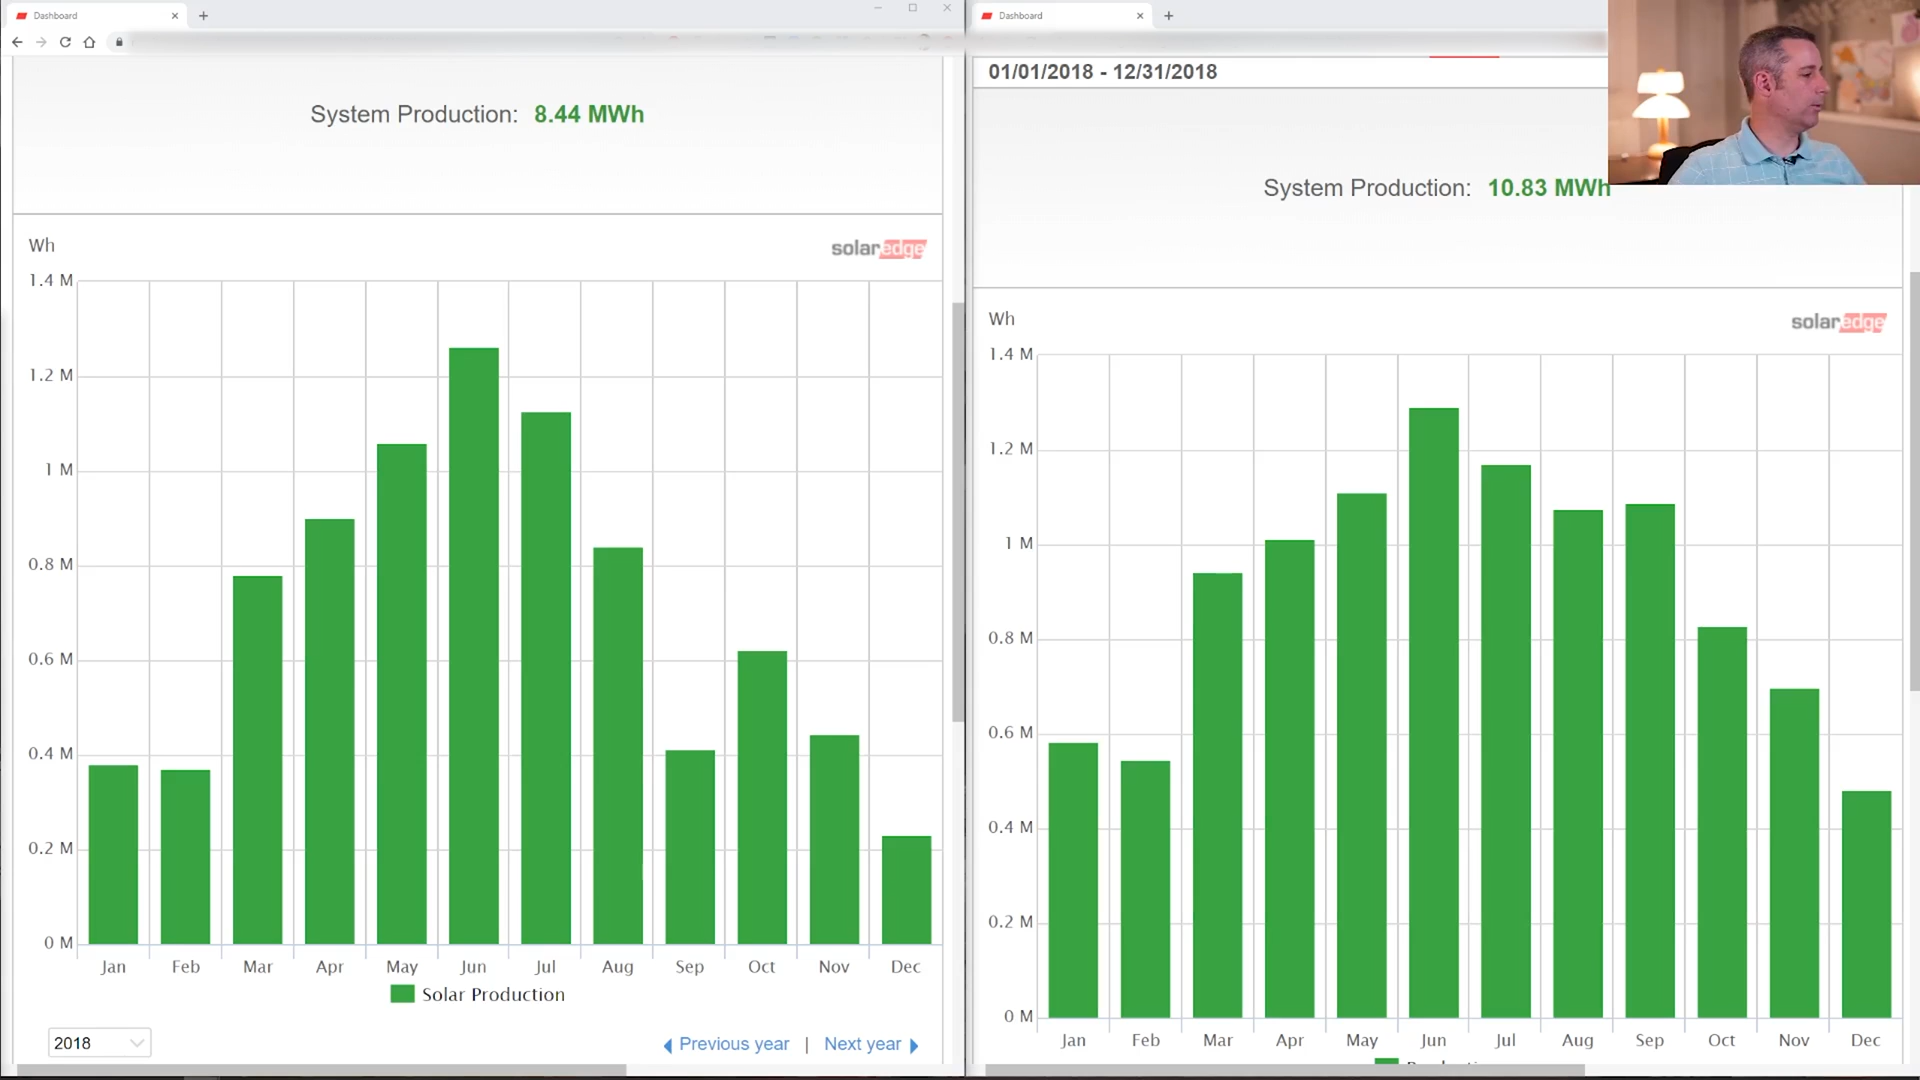 Dashboard
System Production: 8.44 MWh
Wh
solaredge
1.4 M
1.2 M
1 M
0.8 M
0.6 M
0.4 M
0.2 M
0 M
Jan Feb Mar Apr May Jun Jul Aug Sep Oct Nov Dec
Solar Production
2018
Previous year | Next year
Dashboard
01/01/2018 - 12/31/2018
System Production: 10.83 MWh
Wh
solaredge
1.4 M
1.2 M
1 M
0.8 M
0.6 M
0.4 M
0.2 M
0 M
Jan Feb Mar Apr May Jun Jul Aug Sep Oct Nov Dec